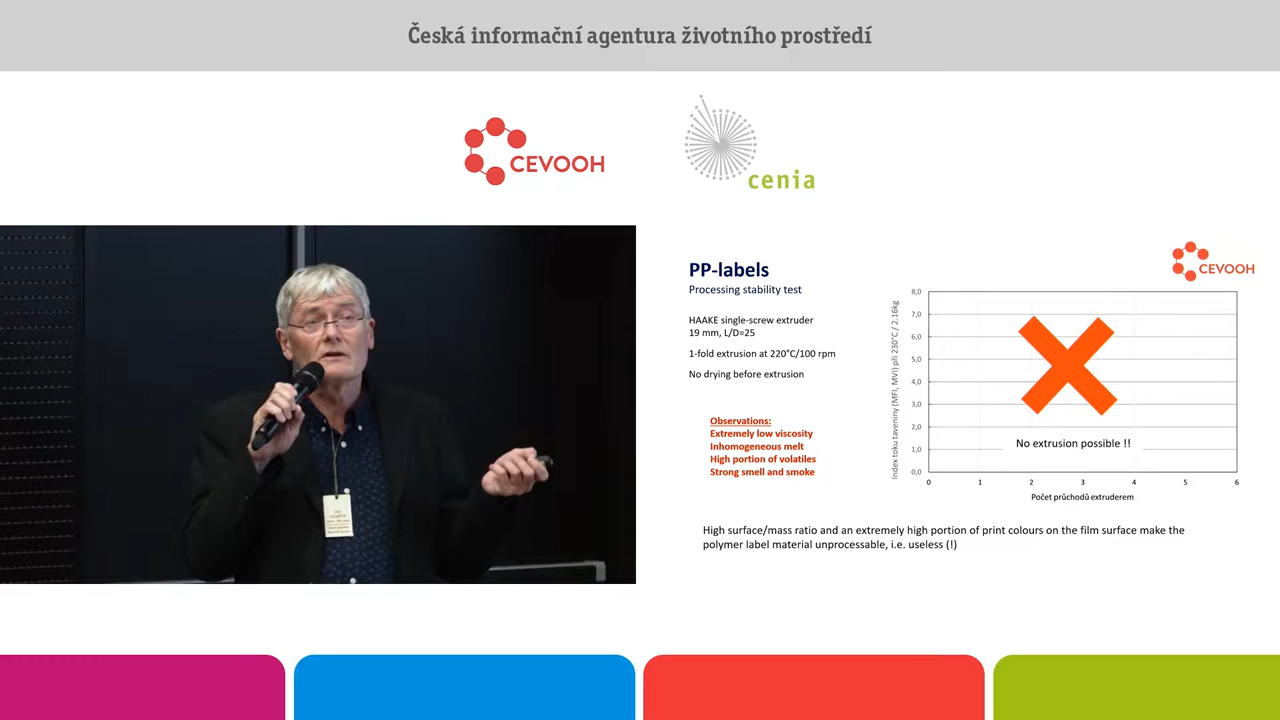 Česká informační agentura životního prostředí
CEVOOH
cenia
CEVOOH
PP-labels
Processing stability test
HAAKE single-screw extruder
19 mm, L/D=25
1-fold extrusion at 220°C/100 rpm
No drying before extrusion
Observations:
Extremely low viscosity
Inhomogeneous melt
High portion of volatiles
Strong smell and smoke
Index toku taveniny (MFI, MVI) při 230°C / 2.16kg
8,0
7,0
6,0
5,0
4,0
3,0
2,0
1,0
0,0
No extrusion possible !!
0 1 2 3 4 5 6
Počet průchodů extruderem
High surface/mass ratio and an extremely high portion of print colours on the film surface make the
polymer label material unprocessable, i.e. useless (!)